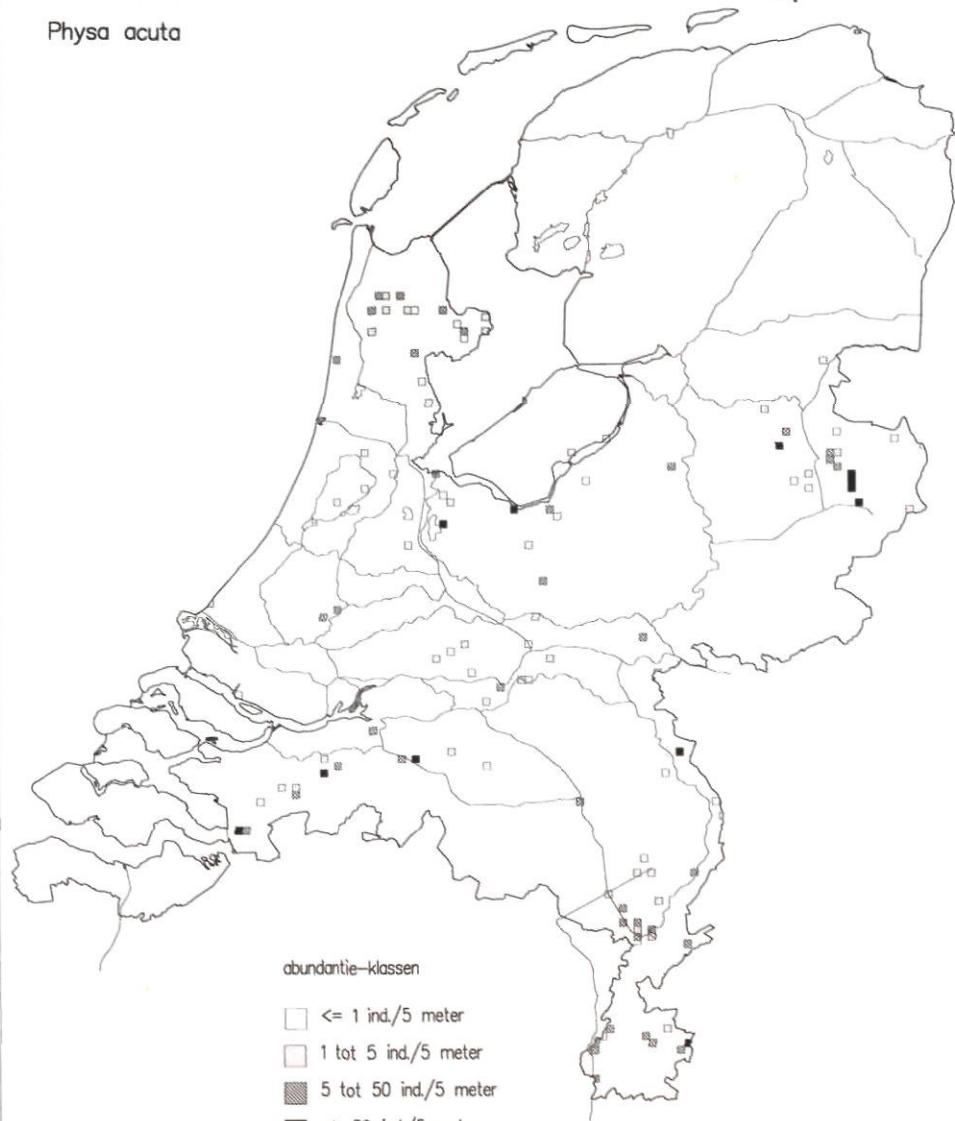 Physa acuta
abundantie-klassen
<= 1 ind./5 meter
1 tot 5 ind./5 meter
5 tot 50 ind./5 meter